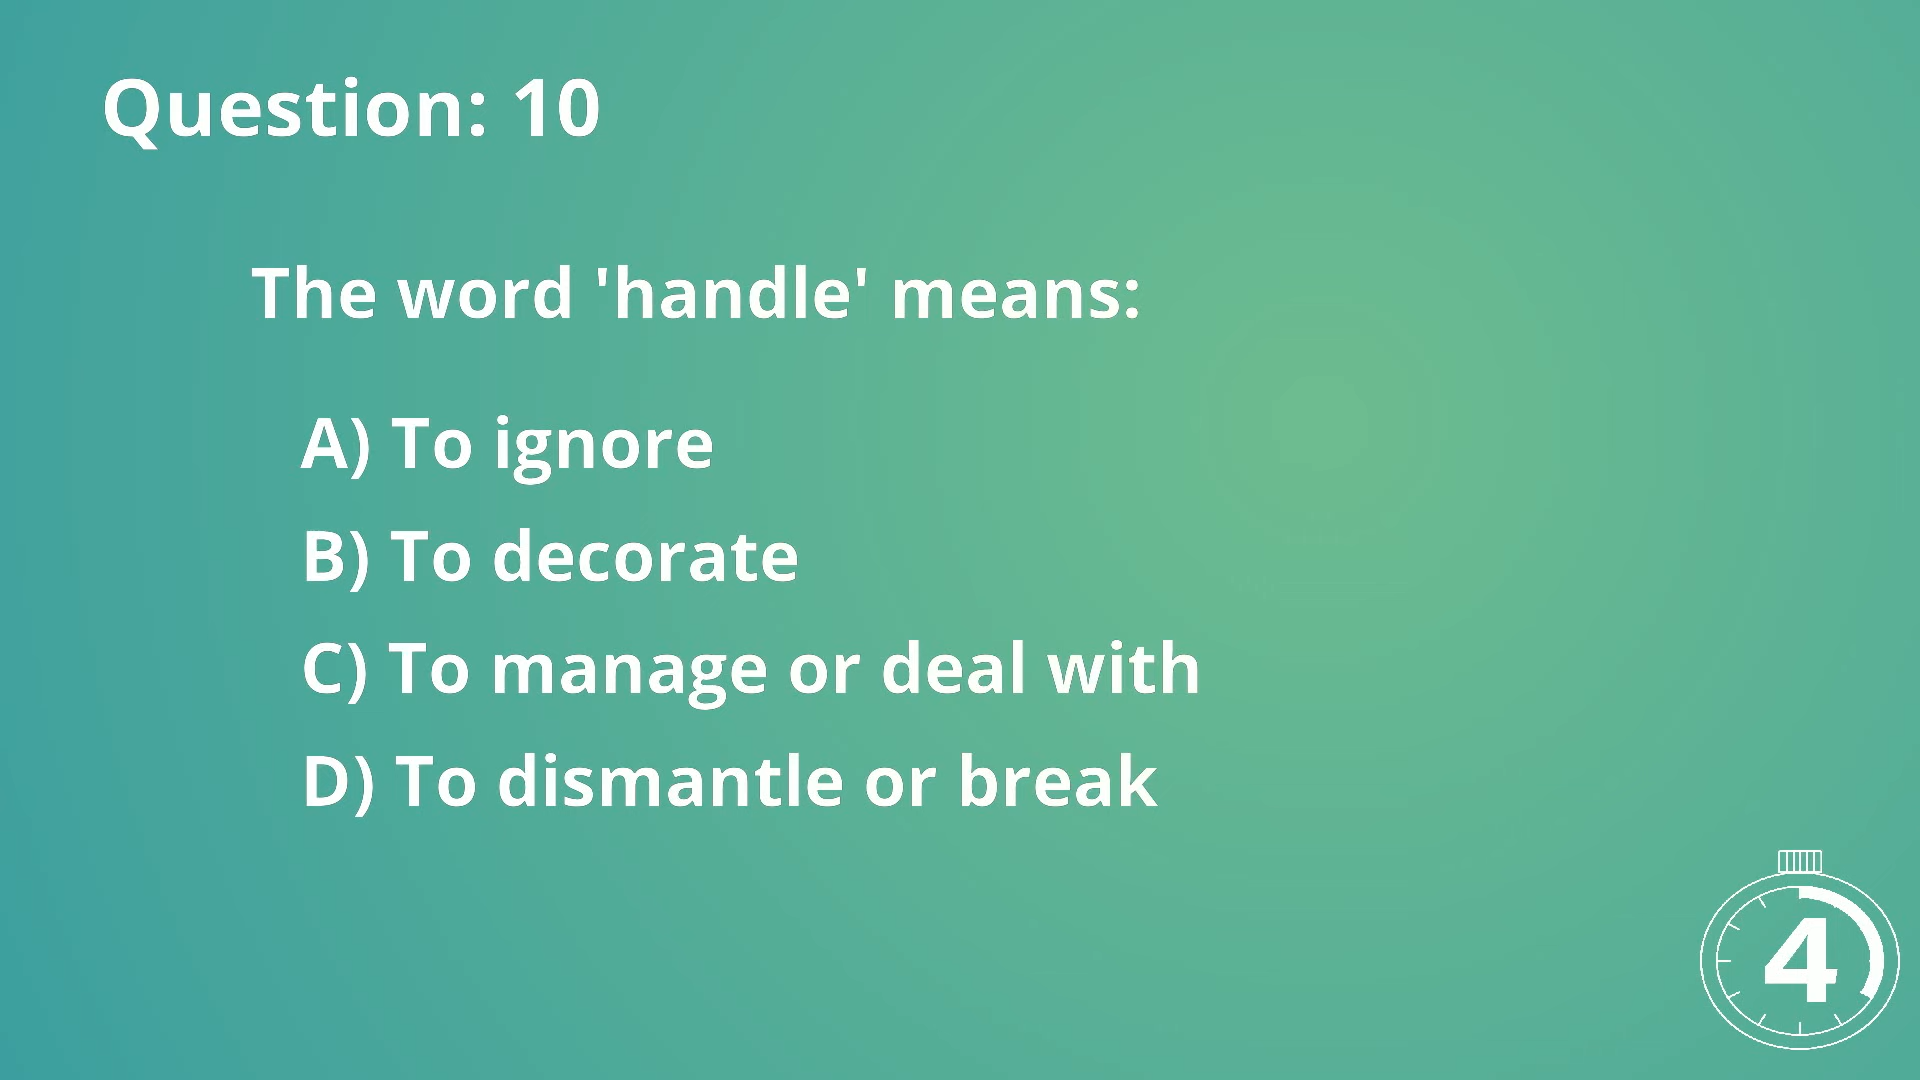 Question: 10
The word 'handle' means:
A) To ignore
B) To decorate
C) To manage or deal with
D) To dismantle or break
4